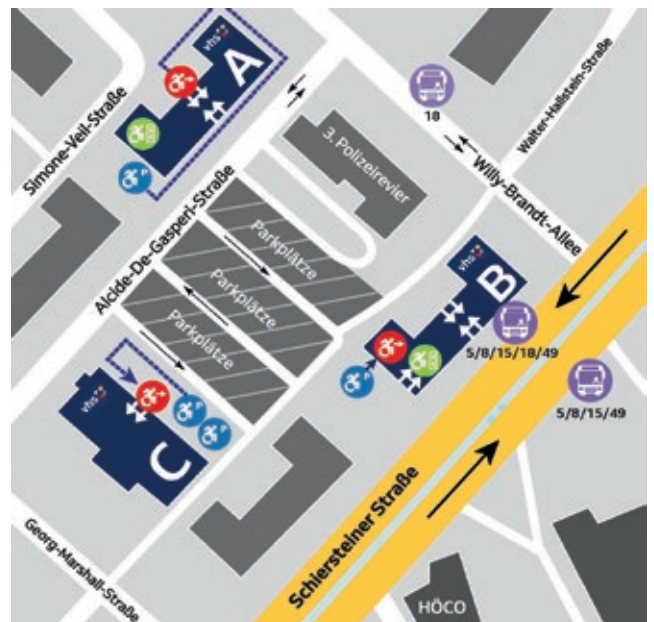 vhs
A
Simone-Veil-Straße
18
Walter-Hallstein-Straße
3. Polizeirevier
Willy-Brandt-Allee
Alcide-De-Gasperi-Straße
Parkplätze
Parkplätze
Parkplätze
vhs
B
5/8/15/18/49
5/8/15/49
vhs
C
Schiersteiner Straße
Georg-Marshall-Straße
HÖCO